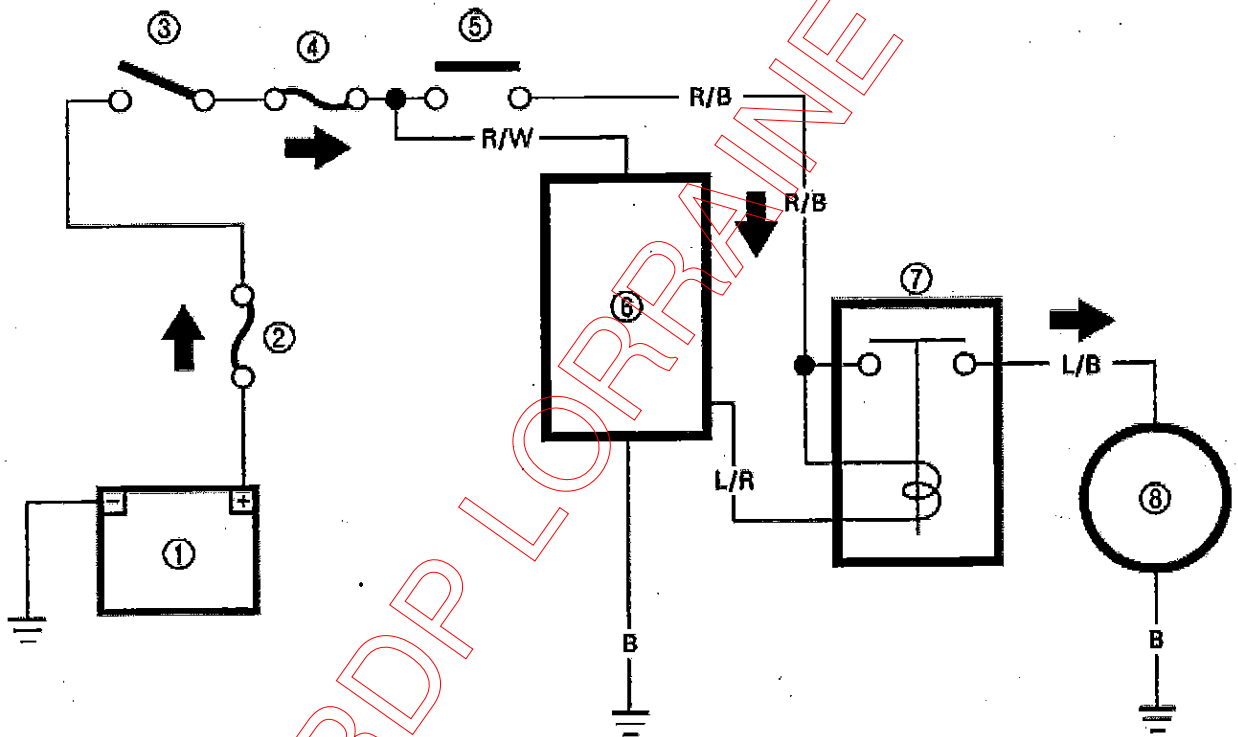 ③
④
⑤
R/B
R/W
R/B
⑥
⑦
②
L/B
L/R
⑧
− +
①
B
B
BDP LORRAINE